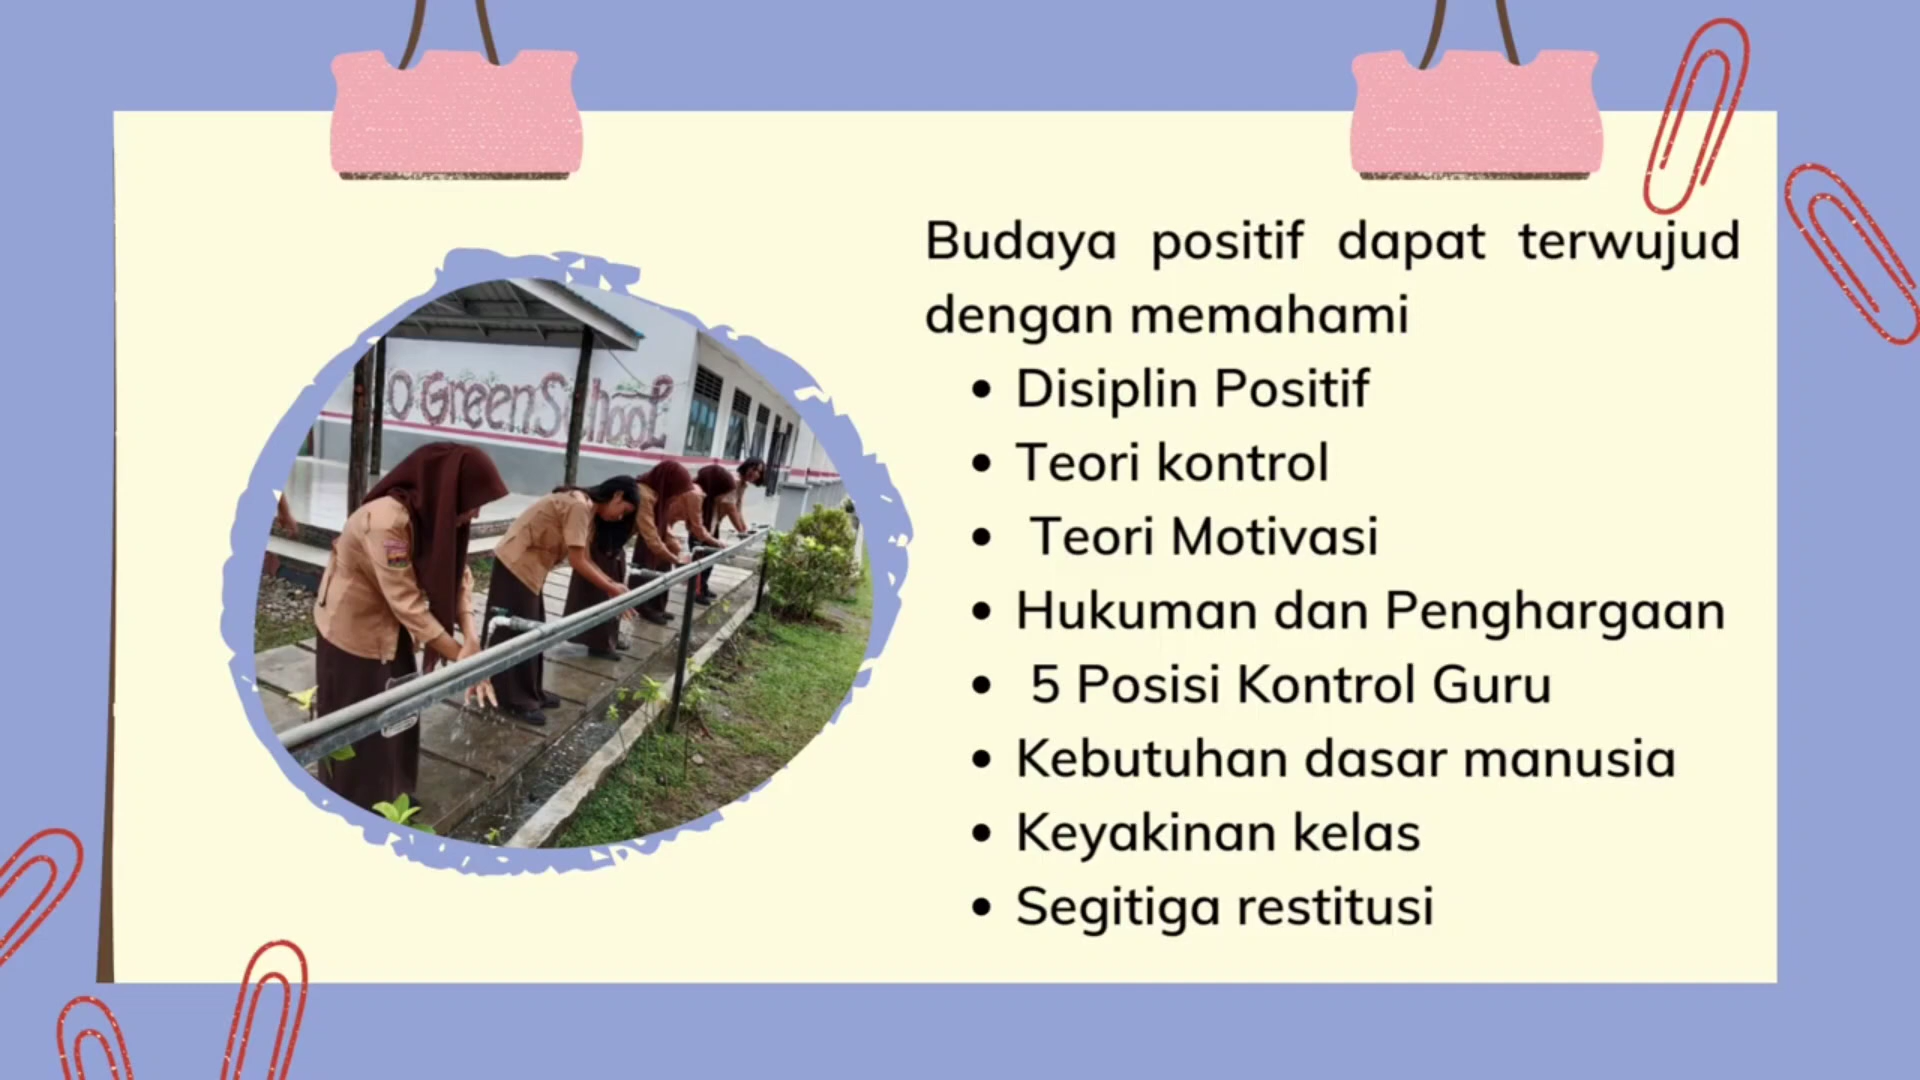 O GreenSchool
Budaya positif dapat terwujud
dengan memahami
• Disiplin Positif
• Teori kontrol
• Teori Motivasi
• Hukuman dan Penghargaan
• 5 Posisi Kontrol Guru
• Kebutuhan dasar manusia
• Keyakinan kelas
• Segitiga restitusi